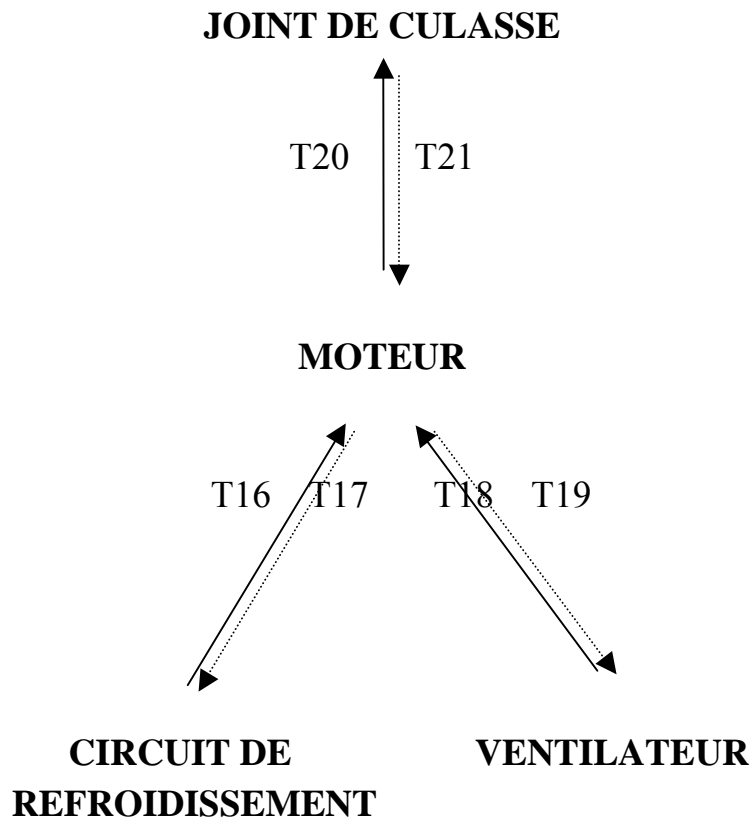 JOINT DE CULASSE
T20 T21
MOTEUR
T16 T17 T18 T19
CIRCUIT DE
REFROIDISSEMENT
VENTILATEUR